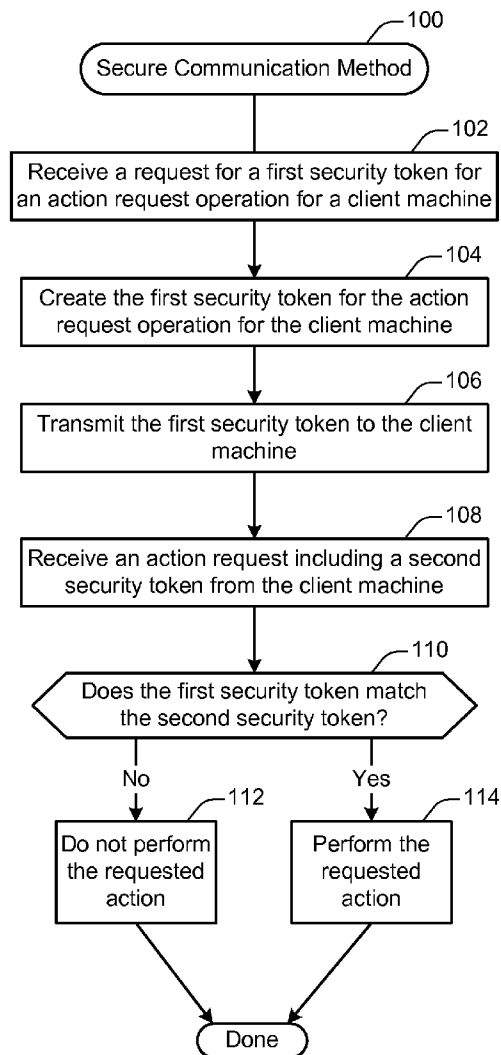 100
Secure Communication Method
102
Receive a request for a first security token for
an action request operation for a client machine
104
Create the first security token for the action
request operation for the client machine
106
Transmit the first security token to the client
machine
108
Receive an action request including a second
security token from the client machine
110
Does the first security token match
the second security token?
No
Yes
112
Do not perform
the requested
action
114
Perform the
requested
action
Done